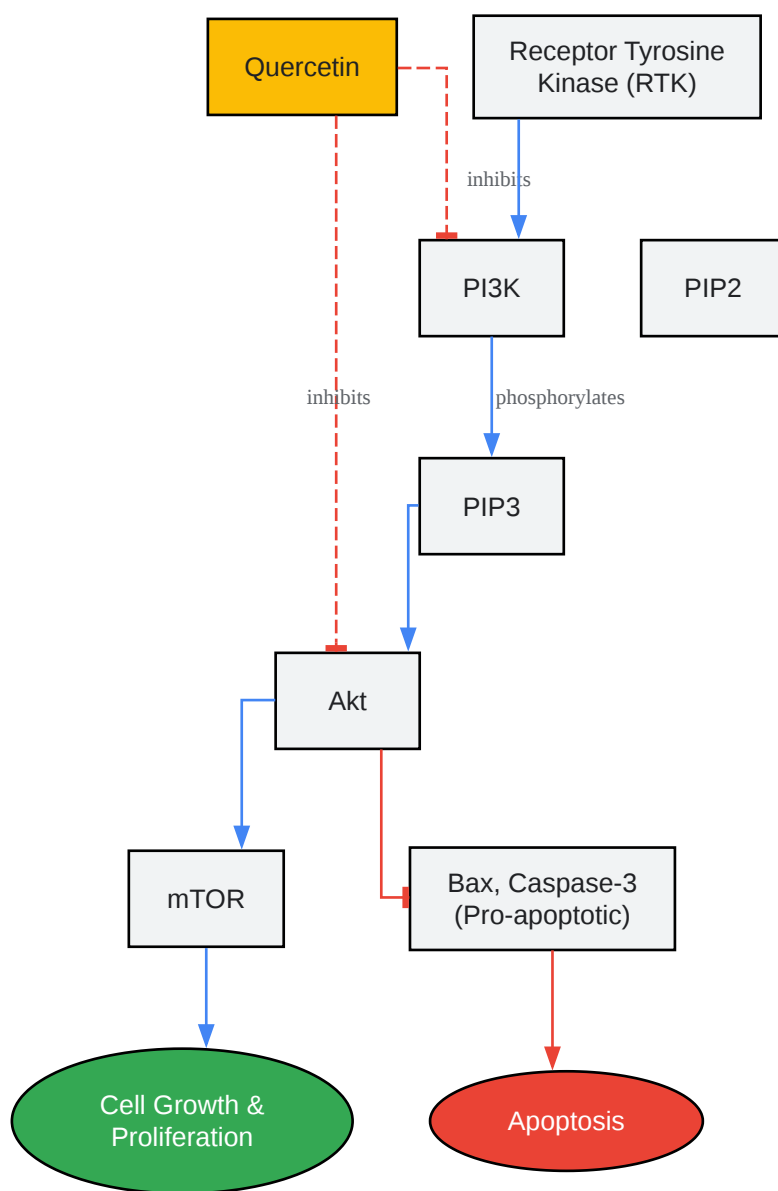 Quercetin
Receptor Tyrosine
Kinase (RTK)
inhibits
PI3K
PIP2
inhibits
phosphorylates
PIP3
Akt
mTOR
Bax, Caspase-3
(Pro-apoptotic)
Cell Growth &
Proliferation
Apoptosis